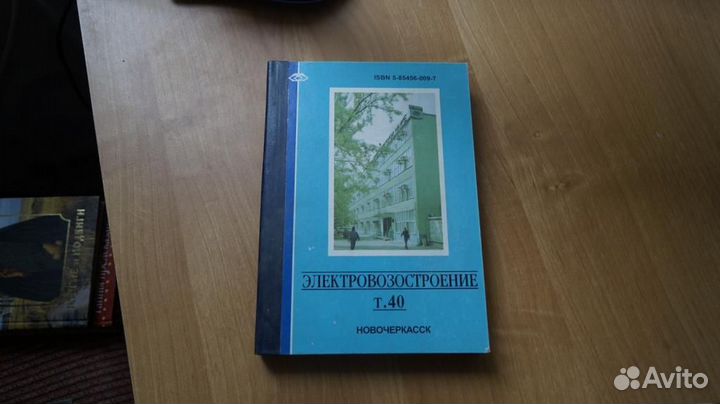 ISBN 5-85456-009-7
ЭЛЕКТРОВОЗОСТРОЕНИЕ
т.40
НОВОЧЕРКАССК
Avito